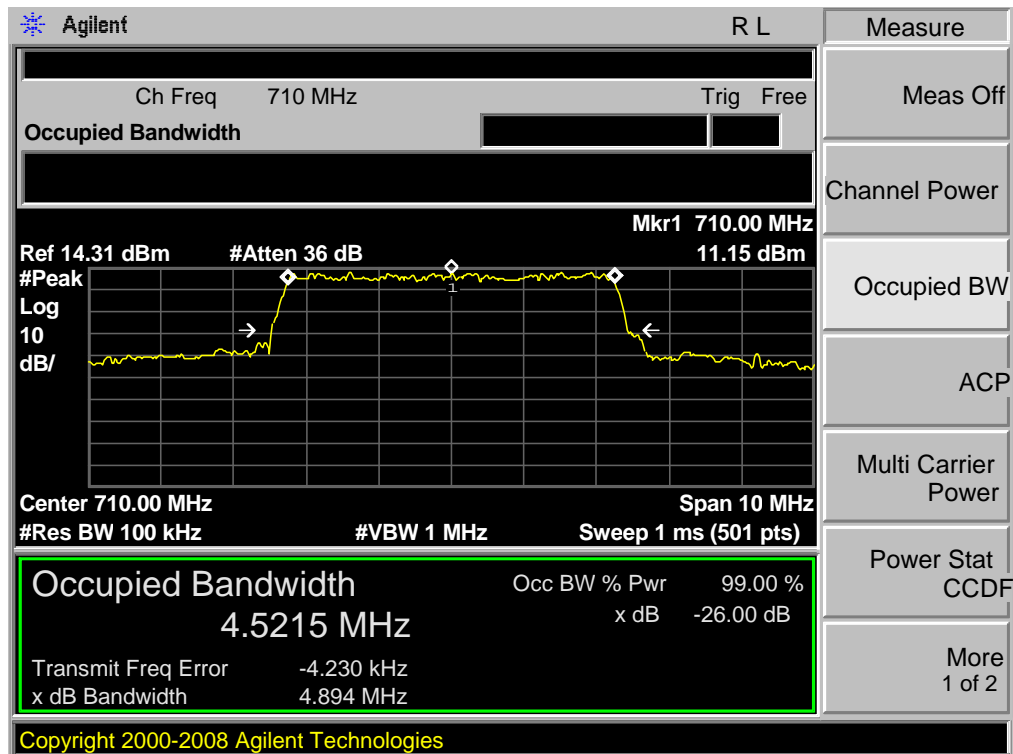 Agilent R L Measure
Ch Freq 710 MHz Trig Free
Occupied Bandwidth
Meas Off
Channel Power
Mkr1 710.00 MHz
Ref 14.31 dBm #Atten 36 dB 11.15 dBm
#Peak
Log
10
dB/
1
Occupied BW
ACP
Multi Carrier
Power
Center 710.00 MHz Span 10 MHz
#Res BW 100 kHz #VBW 1 MHz Sweep 1 ms (501 pts)
Power Stat
CCDF
Occupied Bandwidth Occ BW % Pwr 99.00 %
4.5215 MHz x dB -26.00 dB
Transmit Freq Error -4.230 kHz
x dB Bandwidth 4.894 MHz
More
1 of 2
Copyright 2000-2008 Agilent Technologies